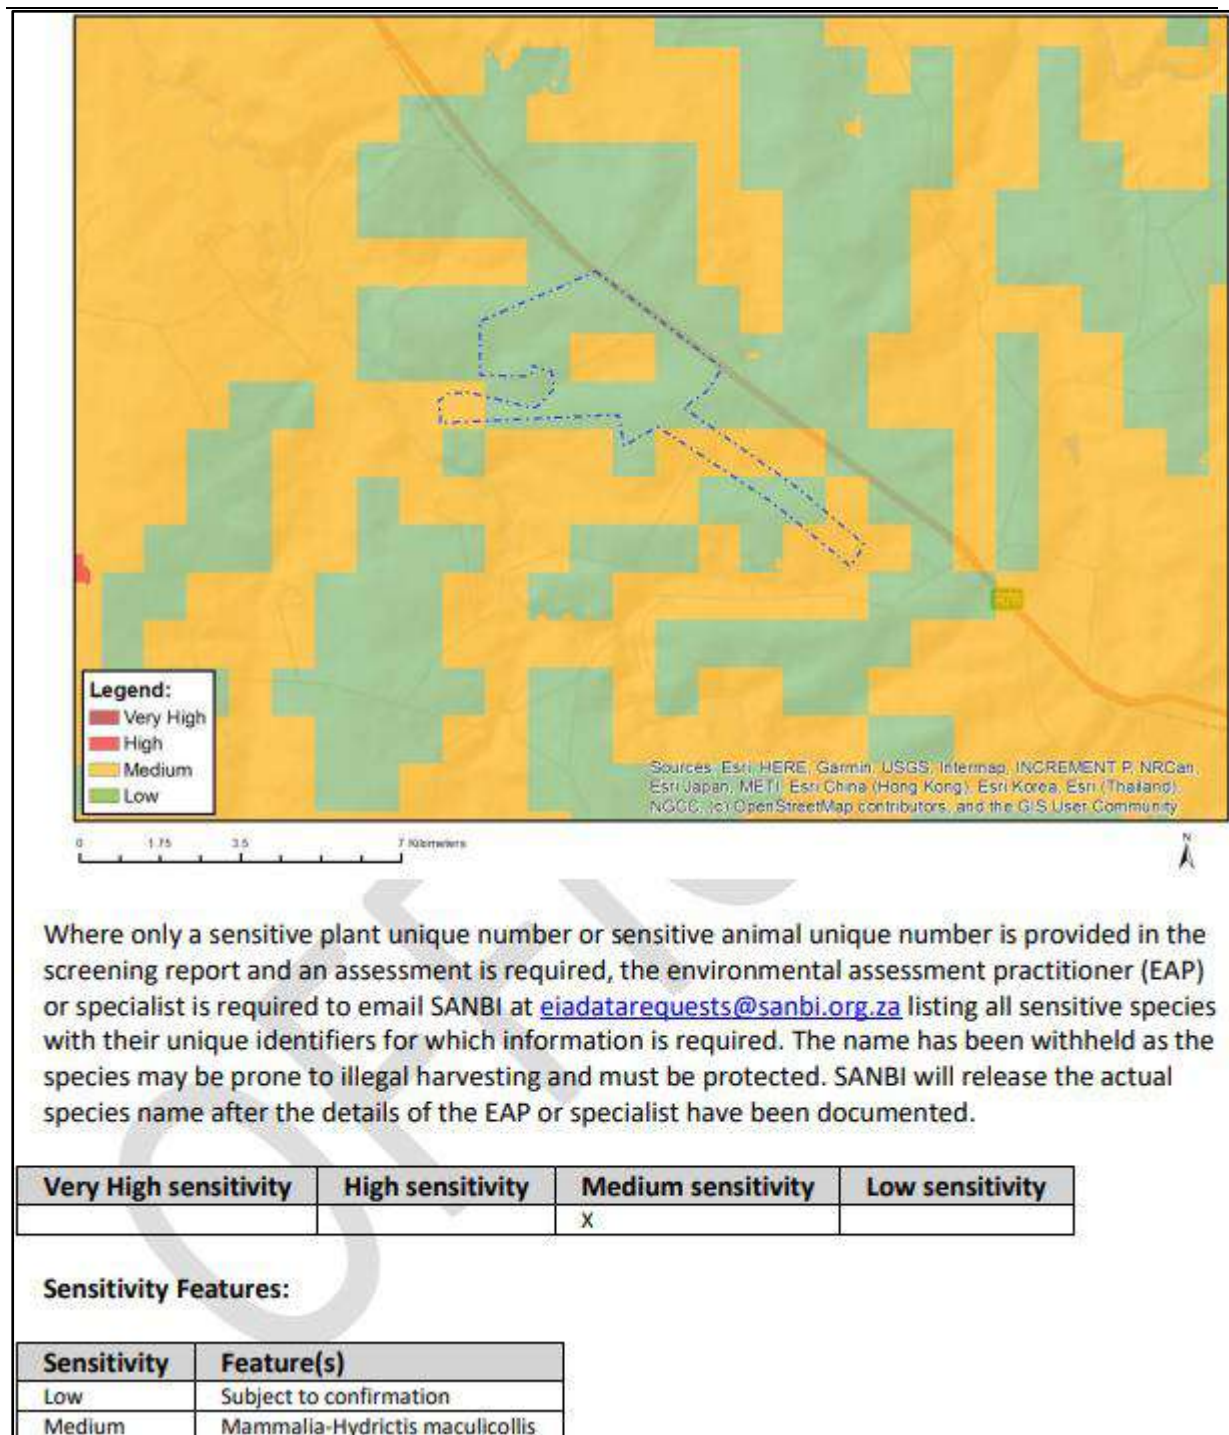 Legend:
Very High
High
Medium
Low
Sources: Esri, HERE, Garmin, USGS, Intermap, INCREMENT P, NRCan,
Esri Japan, METI, Esri China (Hong Kong), Esri Korea, Esri (Thailand),
NGCC, (c) OpenStreetMap contributors, and the GIS User Community
0 1.75 3.5 7 Kilometers
N
Where only a sensitive plant unique number or sensitive animal unique number is provided in the
screening report and an assessment is required, the environmental assessment practitioner (EAP)
or specialist is required to email SANBI at eiadatarequests@sanbi.org.za listing all sensitive species
with their unique identifiers for which information is required. The name has been withheld as the
species may be prone to illegal harvesting and must be protected. SANBI will release the actual
species name after the details of the EAP or specialist have been documented.
Very High sensitivity High sensitivity Medium sensitivity Low sensitivity
X
Sensitivity Features:
Sensitivity Feature(s)
Low Subject to confirmation
Medium Mammalia-Hydrictis maculicollis